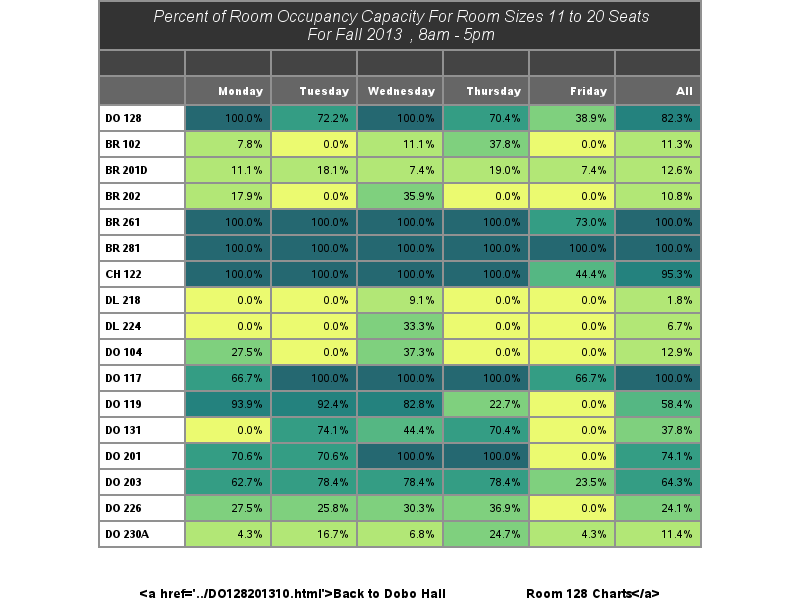 Percent of Room Occupancy Capacity For Room Sizes 11 to 20 Seats
For Fall 2013 , 8am - 5pm
Monday Tuesday Wednesday Thursday Friday All
DO 128 100.0% 72.2% 100.0% 70.4% 38.9% 82.3%
BR 102 7.8% 0.0% 11.1% 37.8% 0.0% 11.3%
BR 201D 11.1% 18.1% 7.4% 19.0% 7.4% 12.6%
BR 202 17.9% 0.0% 35.9% 0.0% 0.0% 10.8%
BR 261 100.0% 100.0% 100.0% 100.0% 73.0% 100.0%
BR 281 100.0% 100.0% 100.0% 100.0% 100.0% 100.0%
CH 122 100.0% 100.0% 100.0% 100.0% 44.4% 95.3%
DL 218 0.0% 0.0% 9.1% 0.0% 0.0% 1.8%
DL 224 0.0% 0.0% 33.3% 0.0% 0.0% 6.7%
DO 104 27.5% 0.0% 37.3% 0.0% 0.0% 12.9%
DO 117 66.7% 100.0% 100.0% 100.0% 66.7% 100.0%
DO 119 93.9% 92.4% 82.8% 22.7% 0.0% 58.4%
DO 131 0.0% 74.1% 44.4% 70.4% 0.0% 37.8%
DO 201 70.6% 70.6% 100.0% 100.0% 0.0% 74.1%
DO 203 62.7% 78.4% 78.4% 78.4% 23.5% 64.3%
DO 226 27.5% 25.8% 30.3% 36.9% 0.0% 24.1%
DO 230A 4.3% 16.7% 6.8% 24.7% 4.3% 11.4%
<a href='../DO128201310.html'>Back to Dobo Hall Room 128 Charts</a>